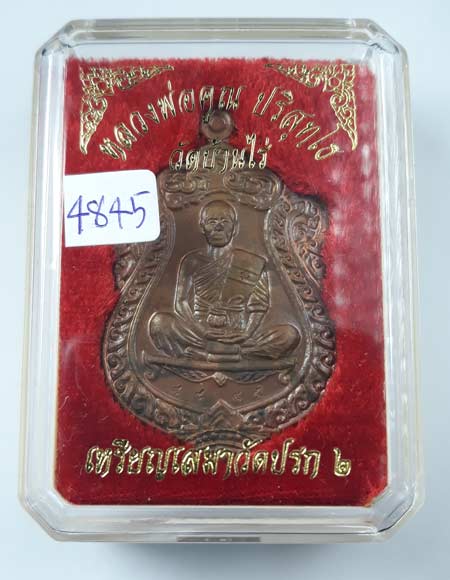 หลวงพ่อคูณ ปริสุทโธ
วัดบ้านไร่
4845
เหรียญเสมาวัดปรก ๒